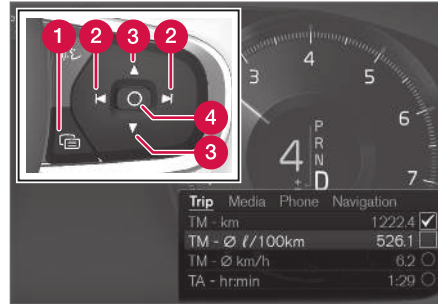 1
2
3
2
4
3
3
4
5
6
7
4
P
R
N
D
+
-
Trip Media Phone Navigation
TM - km 1222.4
TM - Ø ℓ/100km 526.1
TM - Ø km/h 6.2
TA - hr:min 1:29